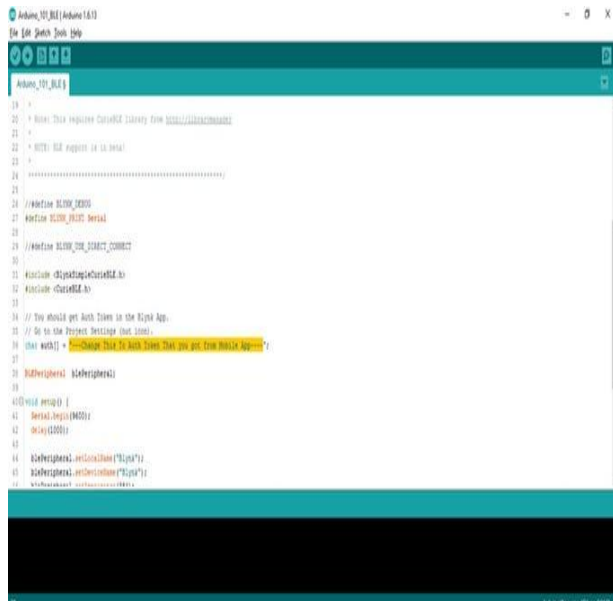 Arduino_101_BLE | Arduino 1.6.13
File Edit Sketch Tools Help
Arduino_101_BLE §
19 *
20 * Note: This requires CurieBLE library from http://librarymanager
21 *
22 * NOTE: BLE support is in beta!
23 *
24 **************************************************************/
25
26 //#define BLYNK_DEBUG
27 #define BLYNK_PRINT Serial
28
29 //#define BLYNK_USE_DIRECT_CONNECT
30
31 #include <BlynkSimpleCurieBLE.h>
32 #include <CurieBLE.h>
33
34 // You should get Auth Token in the Blynk App.
35 // Go to the Project Settings (nut icon).
36 char auth[] = "---Change This To Auth Token That you got from Mobile App----";
37
38 BLEPeripheral blePeripheral;
39
40 void setup() {
41 Serial.begin(9600);
42 delay(1000);
43
44 blePeripheral.setLocalName("Blynk");
45 blePeripheral.setDeviceName("Blynk");